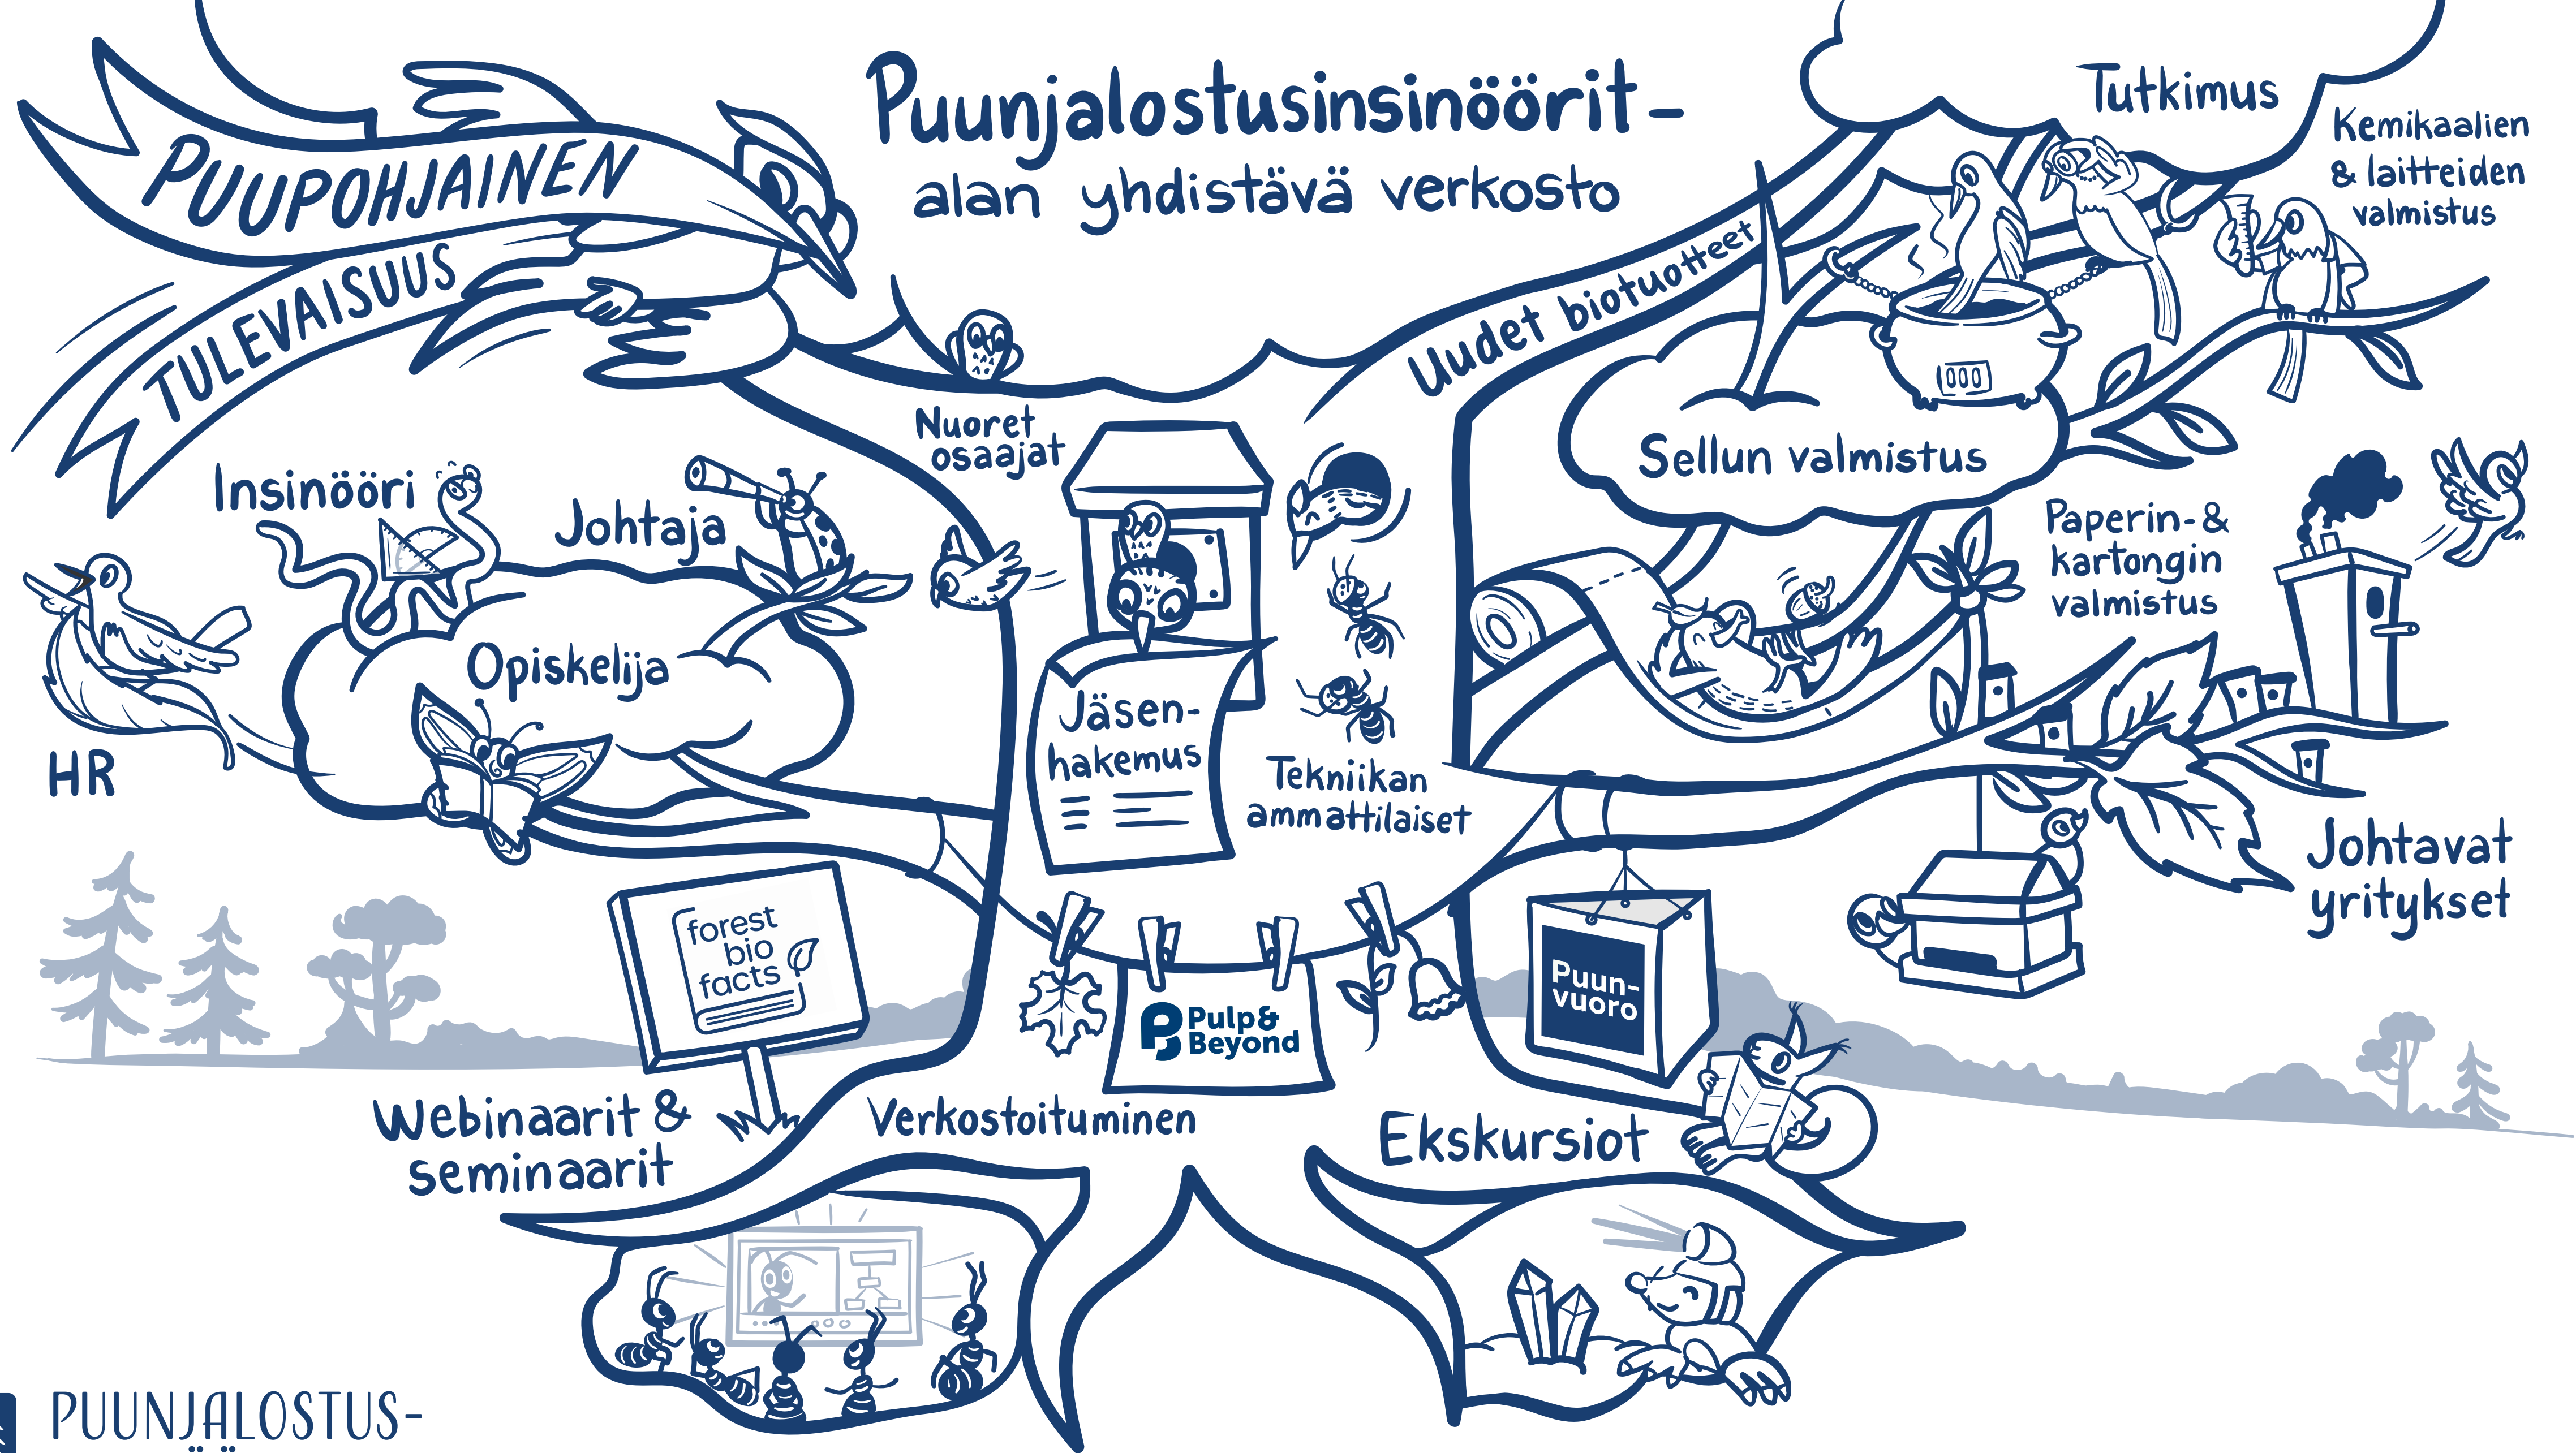 Puunjalostusinsinöörit-
alan yhdistävä verkosto
PUUPOHJAINEN
TULEVAISUUS
Tutkimus
Kemikaalien
& laitteiden
valmistus
Uudet biotuotteet
000
Sellun valmistus
Nuoret
osaajat
Insinööri
Johtaja
Opiskelija
HR
Jäsen-
hakemus
Tekniikan
ammattilaiset
Paperin- &
kartongin
valmistus
Johtavat
yritykset
forest
bio
facts
Pulp&
Beyond
Puun-
vuoro
Webinaarit &
seminaarit
Verkostoituminen
Ekskursiot
PUUNJALOSTUS-